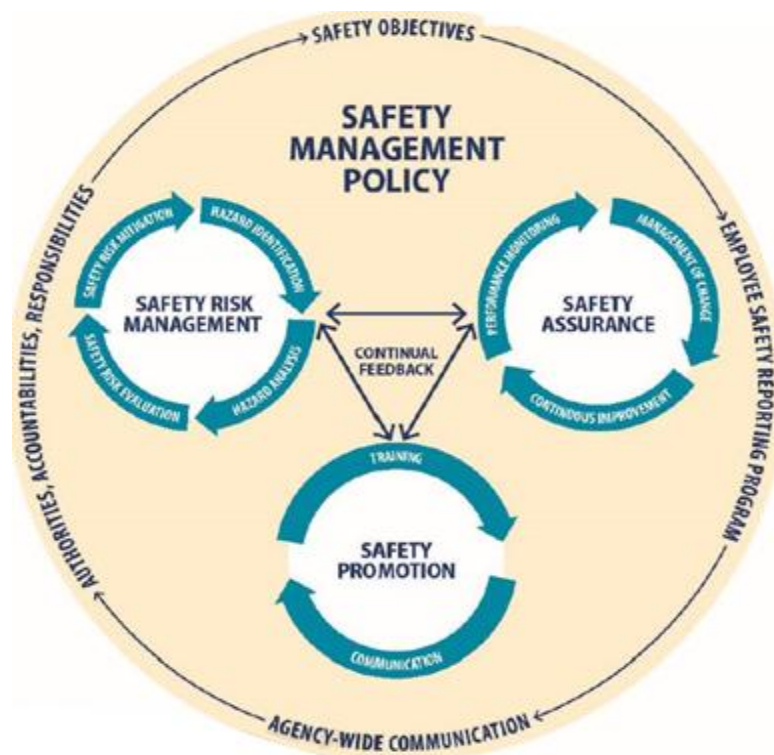 SAFETY OBJECTIVES
SAFETY
MANAGEMENT
POLICY
AUTHORITIES, ACCOUNTABILITIES, RESPONSIBILITIES
EMPLOYEE SAFETY REPORTING PROGRAM
SAFETY RISK MITIGATION
HAZARD IDENTIFICATION
SAFETY RISK
MANAGEMENT
SAFETY RISK EVALUATION
HAZARD ANALYSIS
PERFORMANCE MONITORING
MANAGEMENT OF CHANGE
SAFETY
ASSURANCE
CONTINOUS IMPROVEMENT
CONTINUAL
FEEDBACK
TRAINING
SAFETY
PROMOTION
COMMUNICATION
AGENCY-WIDE COMMUNICATION